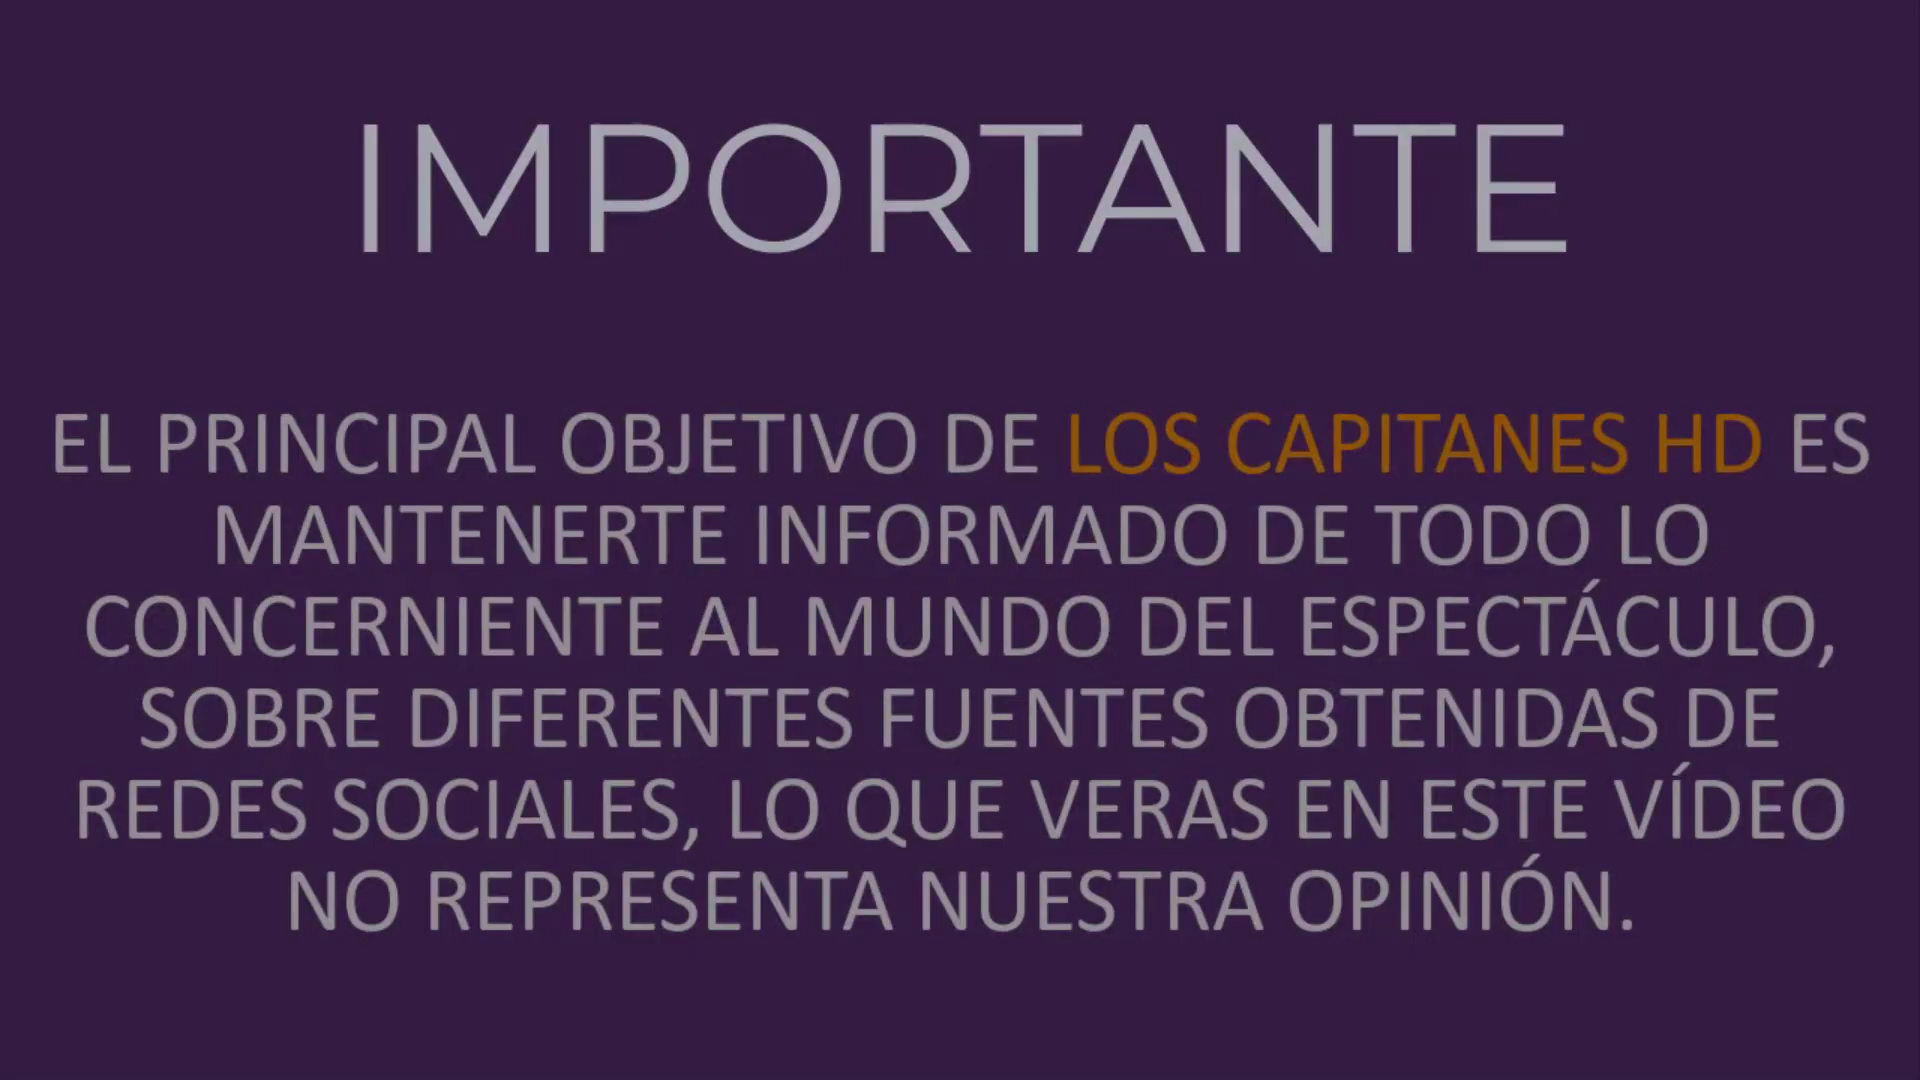 IMPORTANTE
EL PRINCIPAL OBJETIVO DE LOS CAPITANES HD ES
MANTENERTE INFORMADO DE TODO LO
CONCERNIENTE AL MUNDO DEL ESPECTÁCULO,
SOBRE DIFERENTES FUENTES OBTENIDAS DE
REDES SOCIALES, LO QUE VERAS EN ESTE VÍDEO
NO REPRESENTA NUESTRA OPINIÓN.